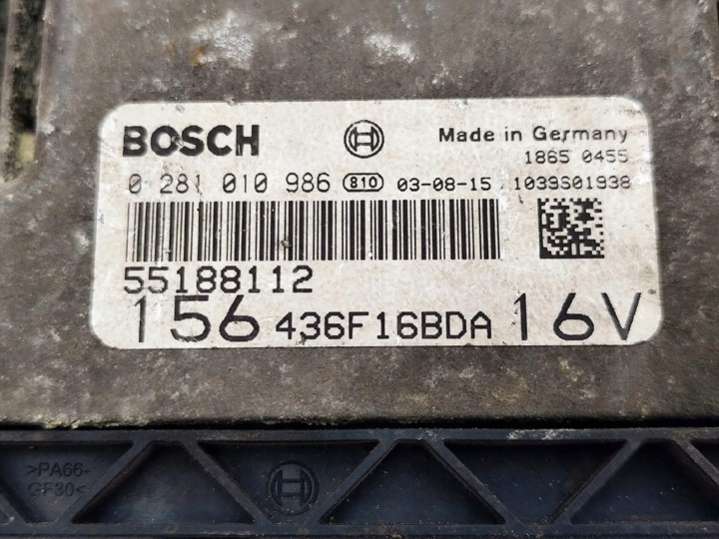 BOSCH Made in Germany
1865 0455
0 281 010 986 810 03-08-15 1039S01938
55188112
156 436F16BDA 16V
>PA66-
GF30<